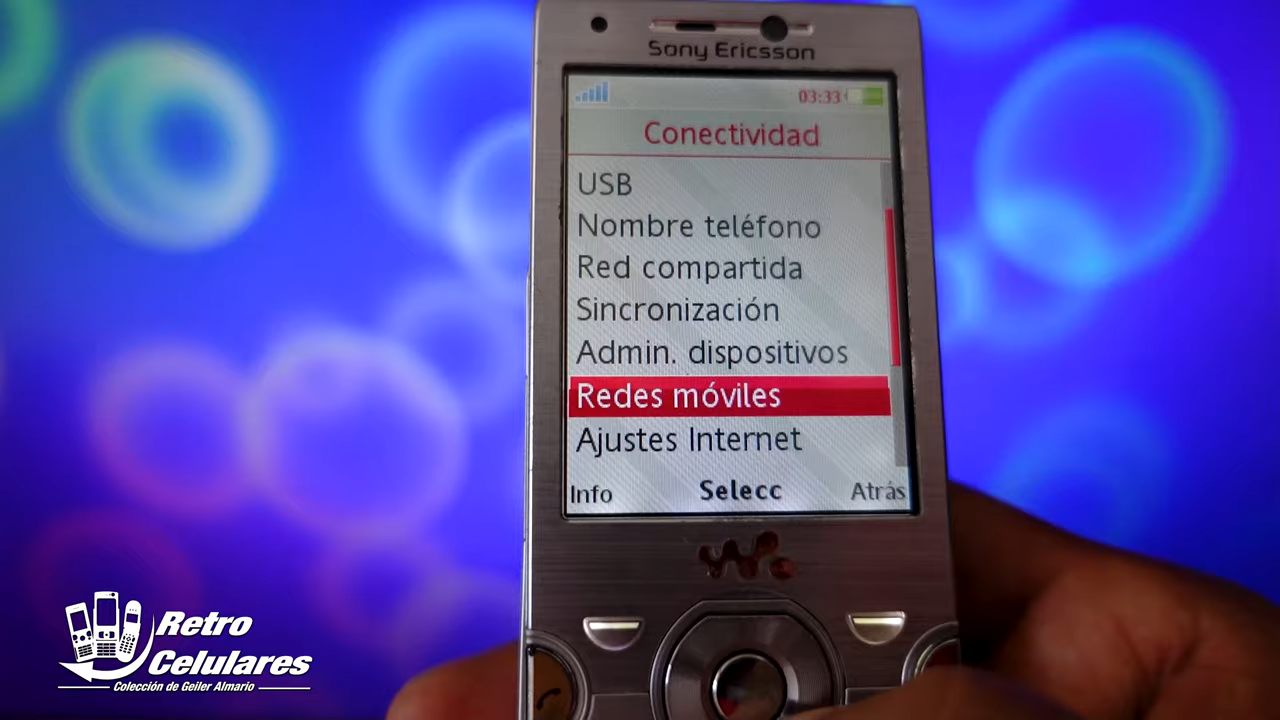 Sony Ericsson
03:33
Conectividad
USB
Nombre teléfono
Red compartida
Sincronización
Admin. dispositivos
Redes móviles
Ajustes Internet
Info Selecc Atrás
Retro
Celulares
Colección de Geiler Almario